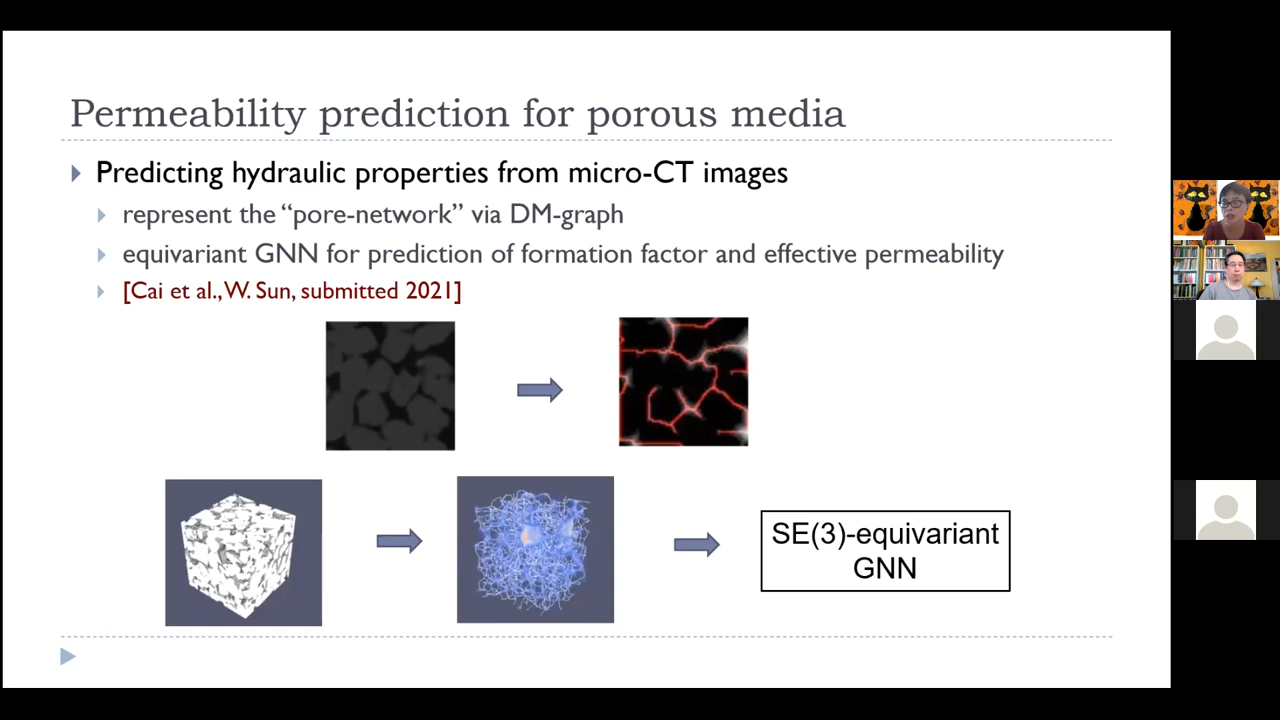 Permeability prediction for porous media
Predicting hydraulic properties from micro-CT images
represent the “pore-network” via DM-graph
equivariant GNN for prediction of formation factor and effective permeability
[Cai et al., W. Sun, submitted 2021]
SE(3)-equivariant
GNN